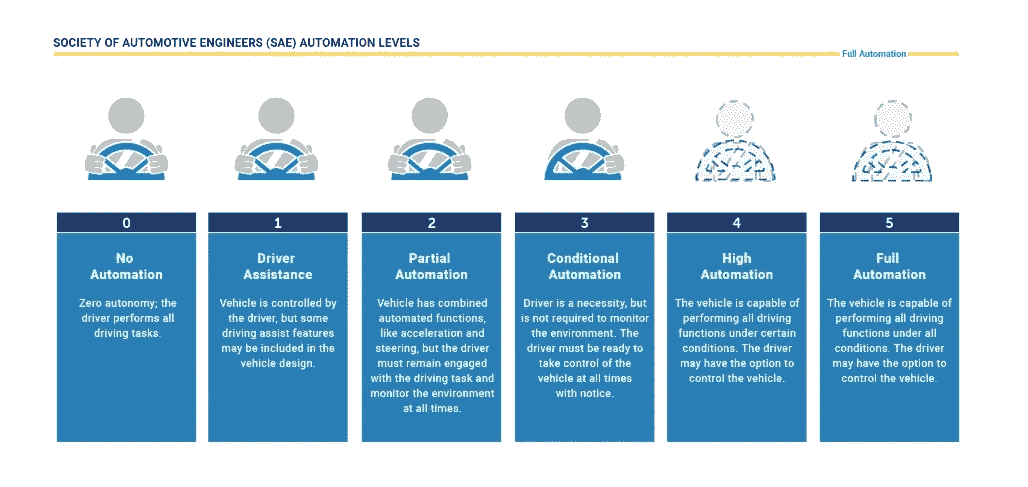 SOCIETY OF AUTOMOTIVE ENGINEERS (SAE) AUTOMATION LEVELS
Full Automation
0
No
Automation
Zero autonomy; the
driver performs all
driving tasks.
1
Driver
Assistance
Vehicle is controlled by
the driver, but some
driving assist features
may be included in the
vehicle design.
2
Partial
Automation
Vehicle has combined
automated functions,
like acceleration and
steering, but the driver
must remain engaged
with the driving task and
monitor the environment
at all times.
3
Conditional
Automation
Driver is a necessity, but
is not required to monitor
the environment. The
driver must be ready to
take control of the
vehicle at all times
with notice.
4
High
Automation
The vehicle is capable of
performing all driving
functions under certain
conditions. The driver
may have the option to
control the vehicle.
5
Full
Automation
The vehicle is capable of
performing all driving
functions under all
conditions. The driver
may have the option to
control the vehicle.